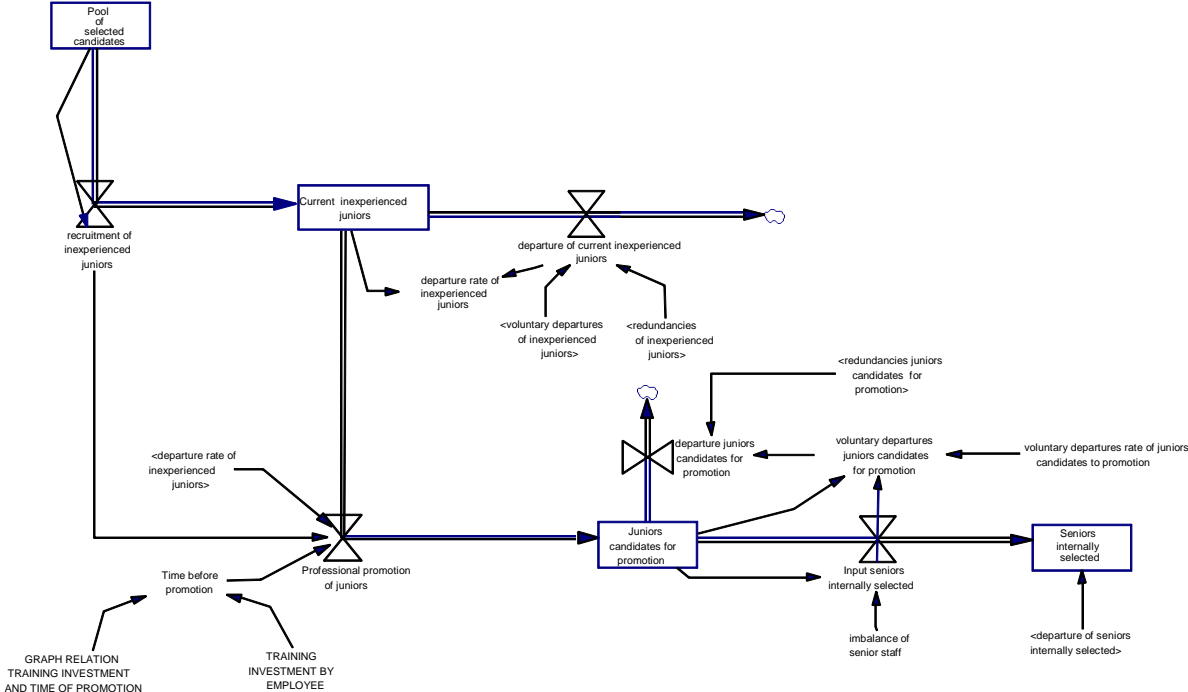 Pool
of
selected
candidates
recruitment of
inexperienced
juniors
Current inexperienced
juniors
departure of current inexperienced
juniors
departure rate of
inexperienced
juniors
<voluntary departures
of inexperienced
juniors>
<redundancies
of inexperienced
juniors>
<redundancies juniors
candidates for
promotion>
departure juniors
candidates for
promotion
voluntary departures
juniors candidates
for promotion
voluntary departures rate of juniors
candidates to promotion
<departure rate of
inexperienced
juniors>
Professional promotion
of juniors
Juniors
candidates for
promotion
Input seniors
internally selected
Seniors
internally
selected
Time before
promotion
imbalance of
senior staff
<departure of seniors
internally selected>
GRAPH RELATION
TRAINING INVESTMENT
AND TIME OF PROMOTION
TRAINING
INVESTMENT BY
EMPLOYEE